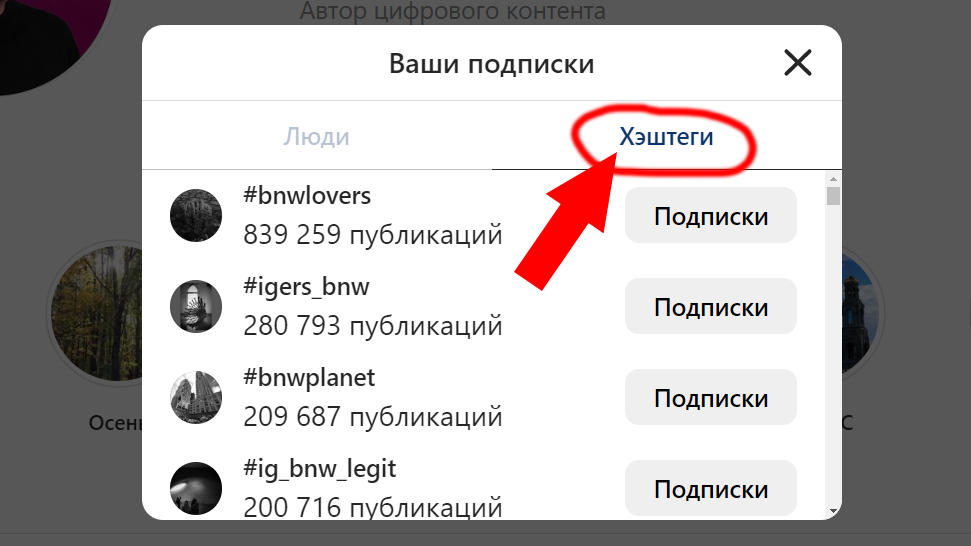 Автор цифрового контента
Ваши подписки
Люди
Хэштеги
#bnwlovers
839 259 публикаций
Подписки
#igers_bnw
280 793 публикаций
Подписки
#bnwplanet
209 687 публикаций
Подписки
#ig_bnw_legit
200 716 публикаций
Подписки
С